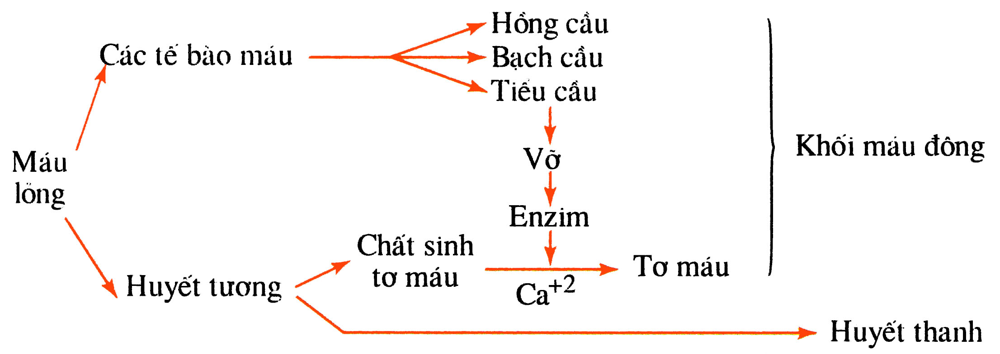 Hồng cầu
Các tế bào máu
Bạch cầu
Tiểu cầu
Máu
lỏng
Vỡ
Khối máu đông
Enzim
Chất sinh
tơ máu
Tơ máu
Ca+2
Huyết tương
Huyết thanh